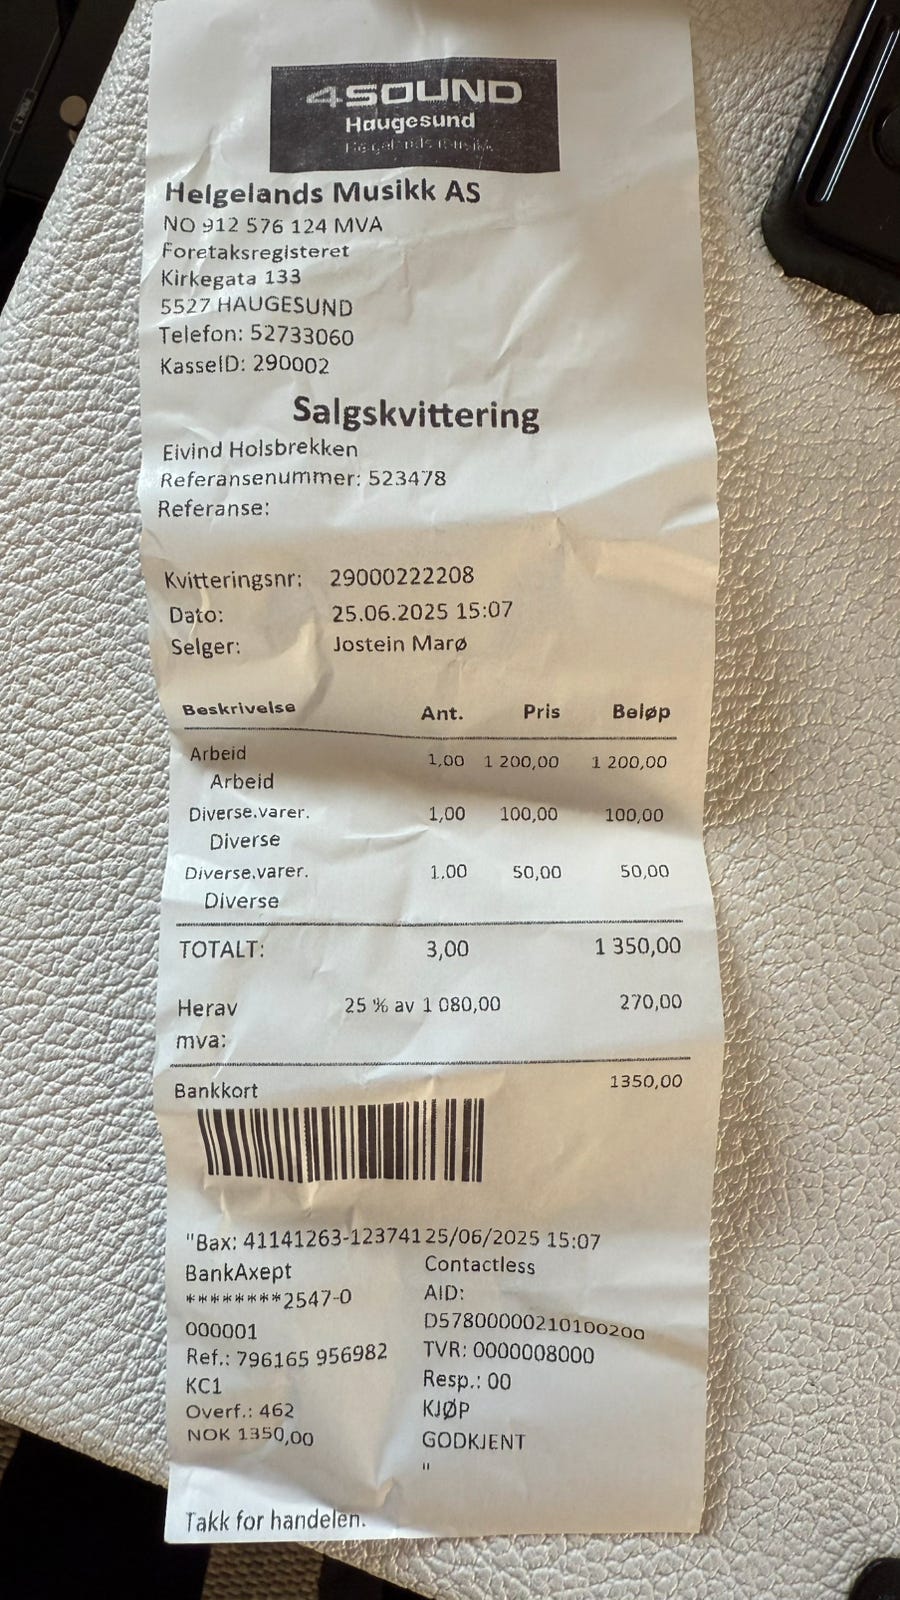 4SOUND
Haugesund
Helgelands Musikk
Helgelands Musikk AS
NO 912 576 124 MVA
Foretaksregisteret
Kirkegata 133
5527 HAUGESUND
Telefon: 52733060
KasseID: 290002
Salgskvittering
Eivind Holsbrekken
Referansenummer: 523478
Referanse:
Kvitteringsnr: 29000222208
Dato: 25.06.2025 15:07
Selger: Jostein Marø
Beskrivelse Ant. Pris Beløp
Arbeid 1,00 1 200,00 1 200,00
Arbeid
Diverse.varer. 1,00 100,00 100,00
Diverse
Diverse.varer. 1,00 50,00 50,00
Diverse
TOTALT: 3,00 1 350,00
Herav 25 % av 1 080,00 270,00
mva:
Bankkort 1350,00
"Bax: 41141263-123741 25/06/2025 15:07
BankAxept Contactless
********2547-0 AID:
000001 D57800000210100200
Ref.: 796165 956982 TVR: 0000008000
KC1 Resp.: 00
Overf.: 462 KJØP
NOK 1350,00 GODKJENT
"
Takk for handelen.